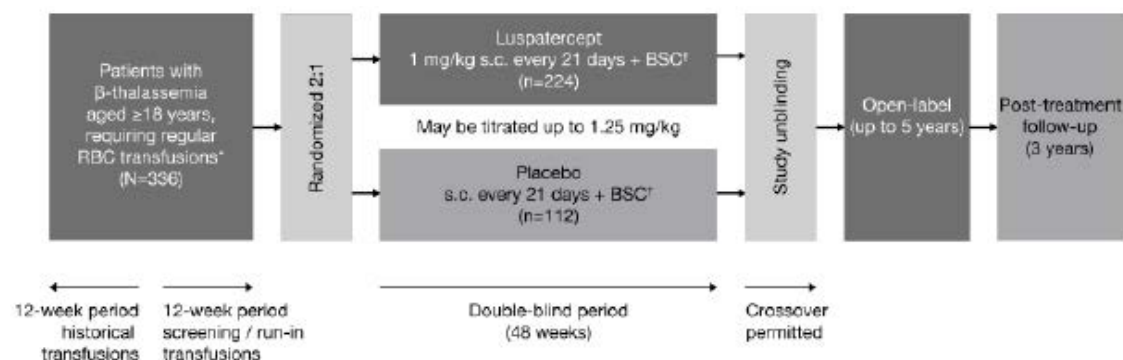 Patients with
β-thalassemia
aged ≥18 years,
requiring regular
RBC transfusions*
(N=336)
Randomized 2:1
Luspatercept
1 mg/kg s.c. every 21 days + BSC†
(n=224)
May be titrated up to 1.25 mg/kg
Placebo
s.c. every 21 days + BSC†
(n=112)
Study unblinding
Open-label
(up to 5 years)
Post-treatment
follow-up
(3 years)
12-week period
historical
transfusions
12-week period
screening / run-in
transfusions
Double-blind period
(48 weeks)
Crossover
permitted